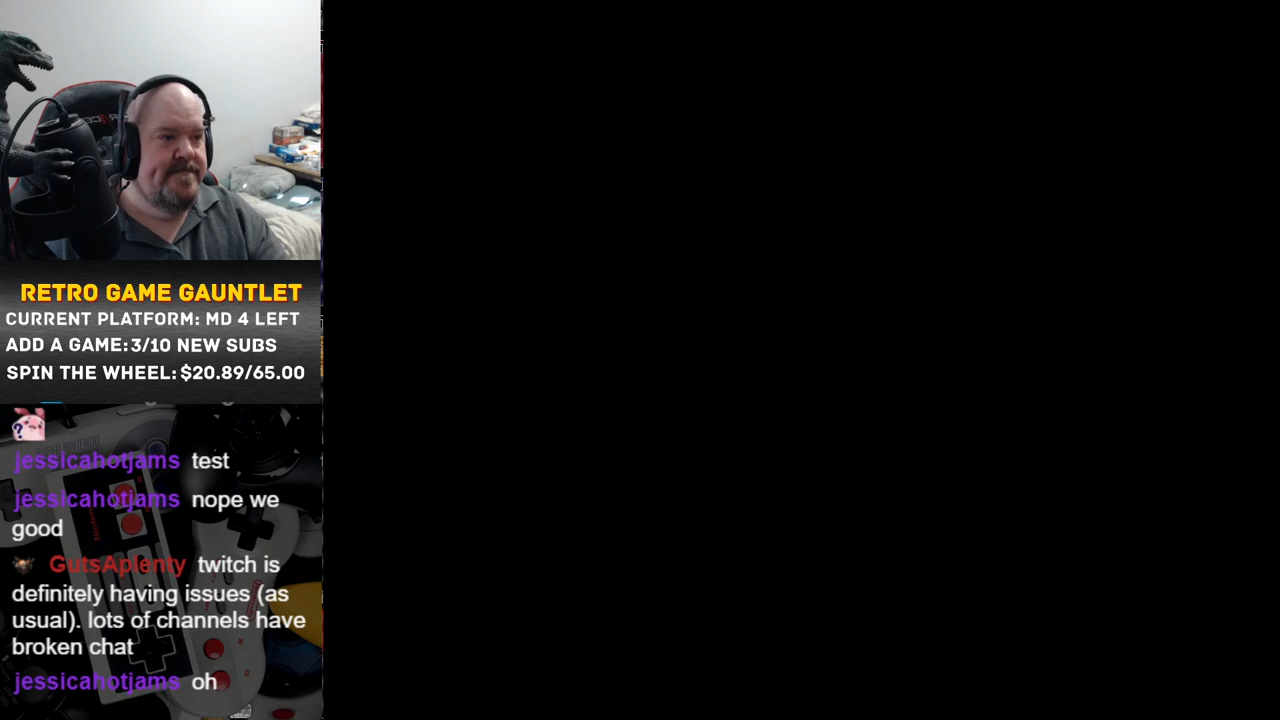 RETRO GAME GAUNTLET
CURRENT PLATFORM: MD 4 LEFT
ADD A GAME: 3/10 NEW SUBS
SPIN THE WHEEL: $20.89/65.00
jessicahotjams test
jessicahotjams nope we
good
GutsAplenty twitch is
definitely having issues (as
usual). lots of channels have
broken chat
jessicahotjams oh